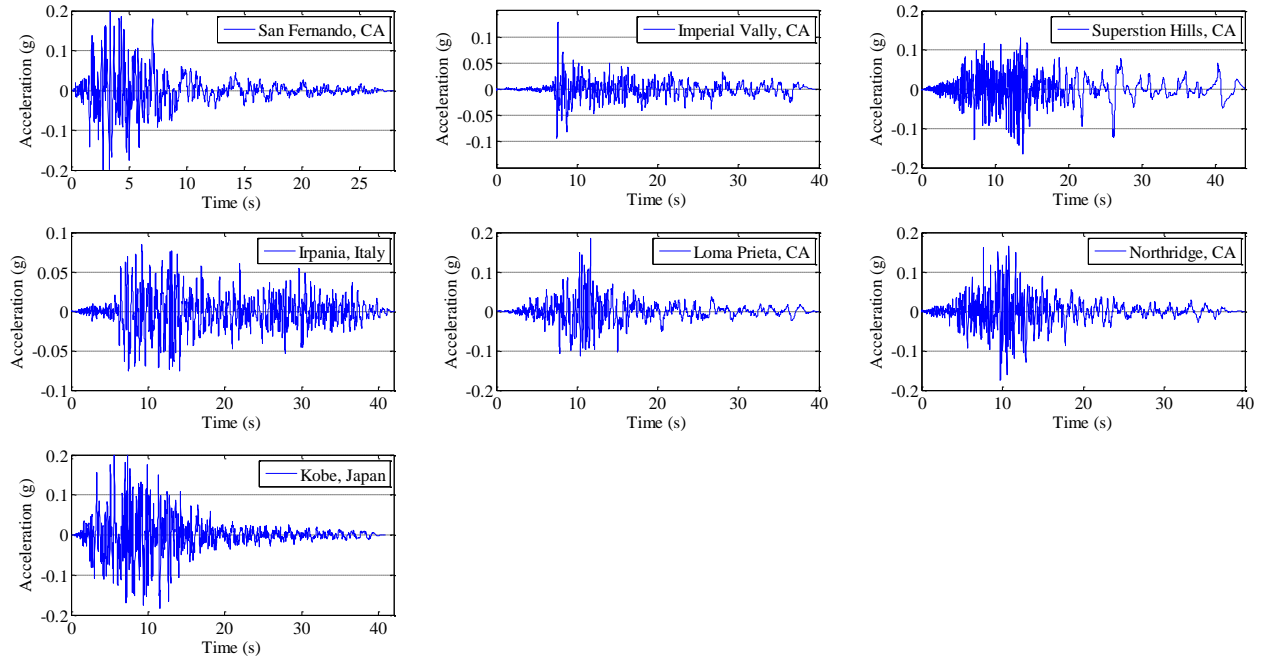 San Fernando, CA
Acceleration (g)
0.2
0.1
0
-0.1
-0.2
0 5 10 15 20 25
Time (s)
Imperial Vally, CA
Acceleration (g)
0.1
0.05
0
-0.05
-0.1
0 10 20 30 40
Time (s)
Superstion Hills, CA
Acceleration (g)
0.2
0.1
0
-0.1
-0.2
0 10 20 30 40
Time (s)
Irpania, Italy
Acceleration (g)
0.1
0.05
0
-0.05
0.1
0 10 20 30 40
Time (s)
Loma Prieta, CA
Acceleration (g)
0.2
0.1
0
-0.1
0.2
0 10 20 30 40
Time (s)
Northridge, CA
Acceleration (g)
0.2
0.1
0
-0.1
0.2
0 10 20 30 40
Time (s)
Kobe, Japan
Acceleration (g)
0.2
0.1
0
-0.1
-0.2
0 10 20 30 40
Time (s)